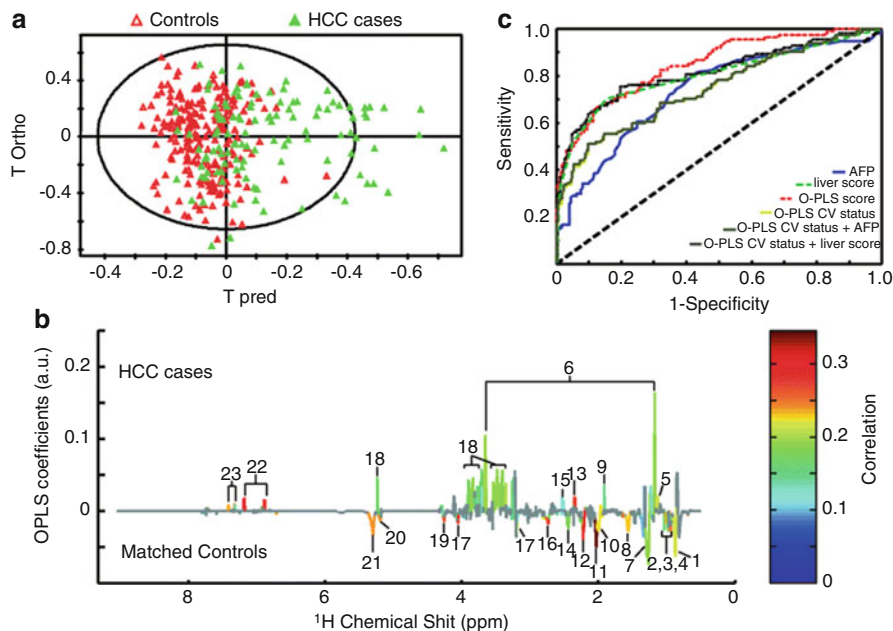 a
Controls
HCC cases
T Ortho
0.4
0
-0.4
-0.8
-0.4 -0.2 0 -0.2 -0.4 -0.6
T pred
c
Sensitivity
1.0
0.8
0.6
0.4
0.2
AFP
liver score
O-PLS score
O-PLS CV status
O-PLS CV status + AFP
O-PLS CV status + liver score
0 0.2 0.4 0.6 0.8 1.0
1-Specificity
b
OPLS coefficients (a.u.)
0.2
0.1
0
HCC cases
Matched Controls
6
23 22 18 18 15 13 9 5
21 20 19 17 17 16 14 12 11 10 8 7 2,3,4 1
8 6 4 2 0
1H Chemical Shit (ppm)
0.3
0.2
0.1
0
Correlation